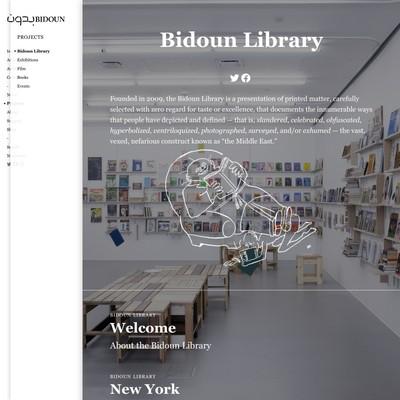 بدون BIDOUN
PROJECTS
Bidoun Library
Exhibitions
Film
Books
Events
Bidoun Library
Founded in 2009, the Bidoun Library is a presentation of printed matter, carefully
selected with zero regard for taste or excellence, that documents the innumerable ways
that people have depicted and defined — that is, slandered, celebrated, obfuscated,
hyperbolized, ventriloquized, photographed, surveyed, and/or exhumed — the vast,
vexed, nefarious construct known as “the Middle East.”
BIDOUN LIBRARY
Welcome
About the Bidoun Library
BIDOUN LIBRARY
New York